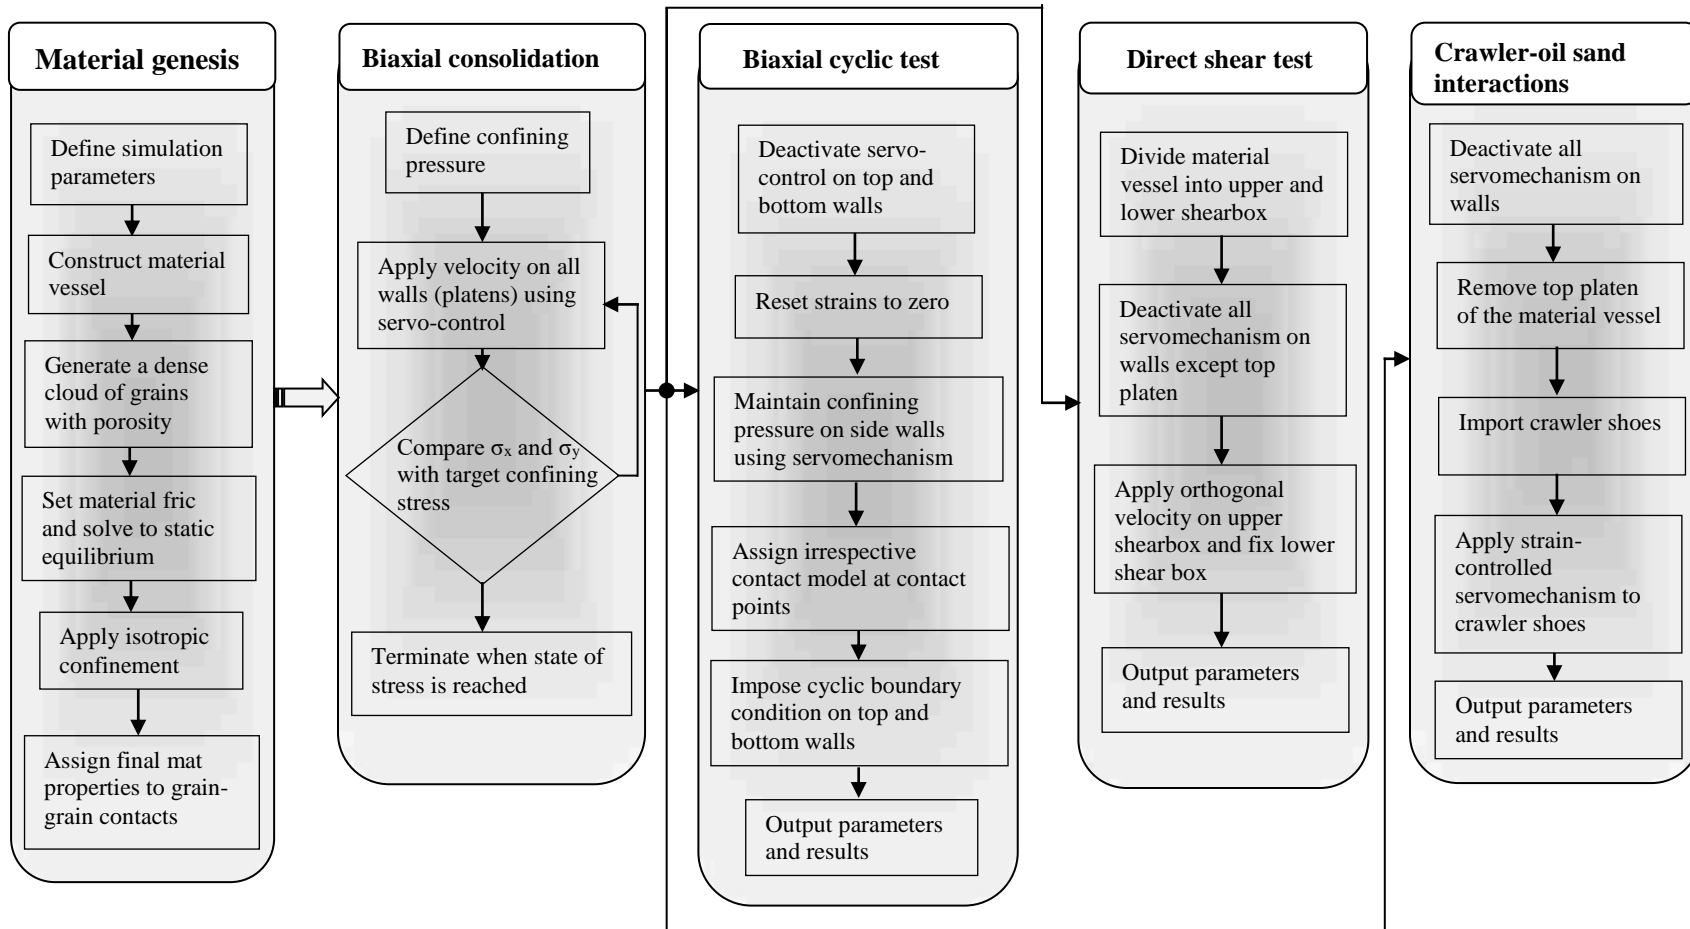 Material genesis
Define simulation
parameters
Construct material
vessel
Generate a dense
cloud of grains
with porosity
Set material fric
and solve to static
equilibrium
Apply isotropic
confinement
Assign final mat
properties to grain-
grain contacts
Biaxial consolidation
Define confining
pressure
Apply velocity on all
walls (platens) using
servo-control
Compare σₓ and σᵧ
with target confining
stress
Terminate when state of
stress is reached
Biaxial cyclic test
Deactivate servo-
control on top and
bottom walls
Reset strains to zero
Maintain confining
pressure on side walls
using servomechanism
Assign irrespective
contact model at contact
points
Impose cyclic boundary
condition on top and
bottom walls
Output parameters
and results
Direct shear test
Divide material
vessel into upper and
lower shearbox
Deactivate all
servomechanism on
walls except top
platen
Apply orthogonal
velocity on upper
shearbox and fix lower
shear box
Output parameters
and results
Crawler-oil sand
interactions
Deactivate all
servomechanism on
walls
Remove top platen
of the material vessel
Import crawler shoes
Apply strain-
controlled
servomechanism to
crawler shoes
Output parameters
and results